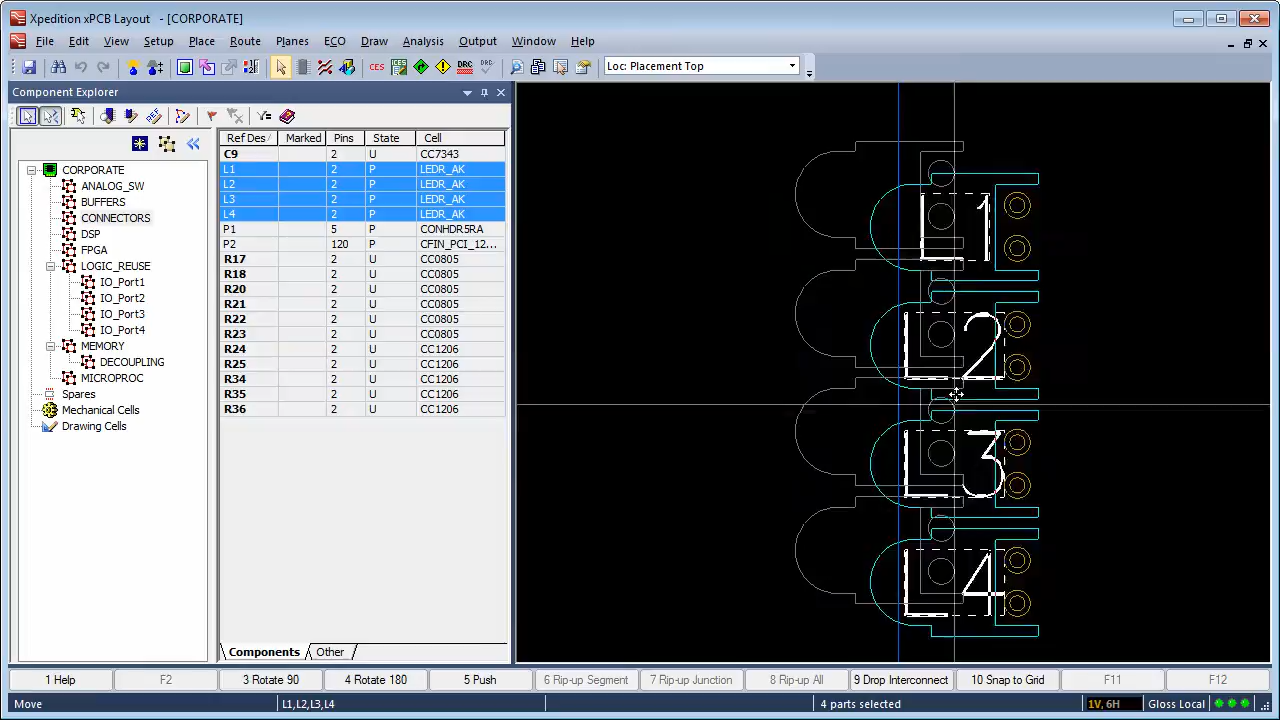 Xpedition xPCB Layout - [CORPORATE]
File Edit View Setup Place Route Planes ECO Draw Analysis Output Window Help
CES ICES DRC DRC Loc: Placement Top
Component Explorer
Ref Des Marked Pins State Cell
C9 2 U CC7343
L1 2 P LEDR_AK
L2 2 P LEDR_AK
L3 2 P LEDR_AK
L4 2 P LEDR_AK
P1 5 P CONHDR5RA
P2 120 P CFIN_PCI_12...
R17 2 U CC0805
R18 2 U CC0805
R20 2 U CC0805
R21 2 U CC0805
R22 2 U CC0805
R23 2 U CC0805
R24 2 U CC1206
R25 2 U CC1206
R34 2 U CC1206
R35 2 U CC1206
R36 2 U CC1206
CORPORATE
ANALOG_SW
BUFFERS
CONNECTORS
DSP
FPGA
LOGIC_REUSE
IO_Port1
IO_Port2
IO_Port3
IO_Port4
MEMORY
DECOUPLING
MICROPROC
Spares
Mechanical Cells
Drawing Cells
L1
L2
L3
L4
Components Other
1 Help F2 3 Rotate 90 4 Rotate 180 5 Push 6 Rip-up Segment 7 Rip-up Junction 8 Rip-up All 9 Drop Interconnect 10 Snap to Grid F11 F12
Move L1,L2,L3,L4 4 parts selected 1V, 6H Gloss Local